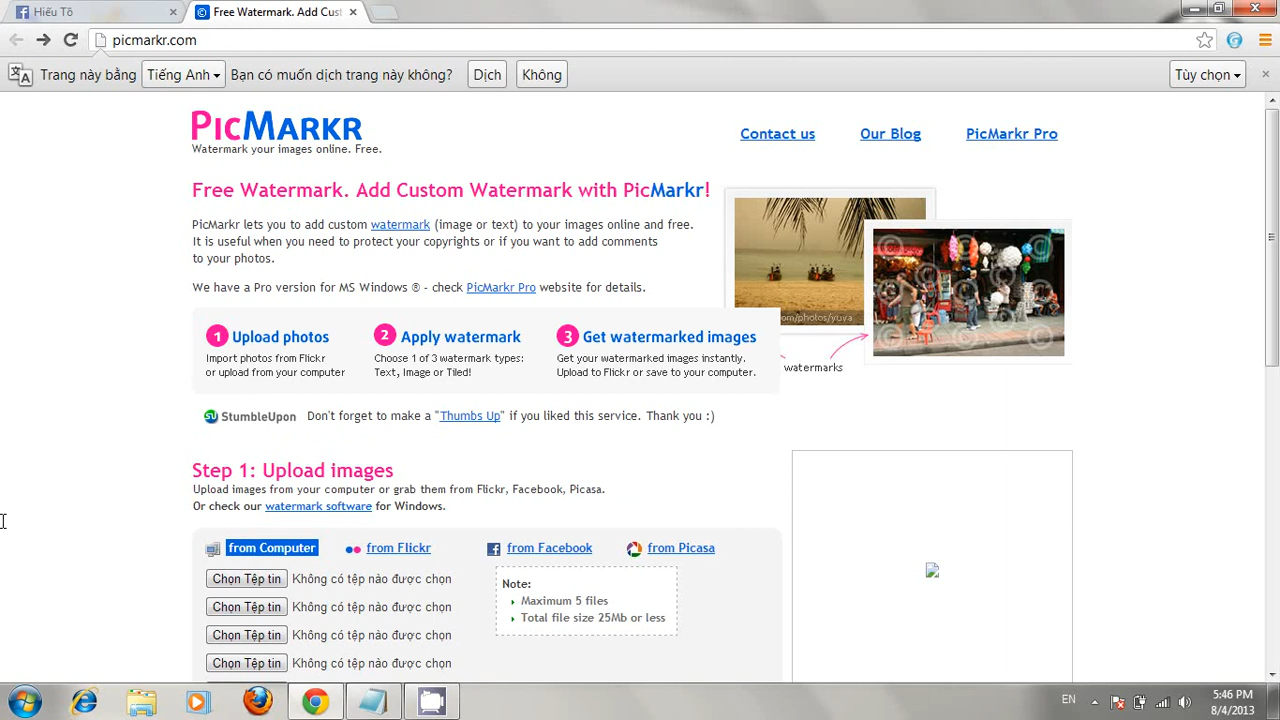 Hiếu Tô
Free Watermark. Add Cus
picmarkr.com
Trang này bằng Tiếng Anh Bạn có muốn dịch trang này không? Dịch Không Tùy chọn
PICMARKR
Watermark your images online. Free.
Contact us Our Blog PicMarkr Pro
Free Watermark. Add Custom Watermark with PicMarkr!
PicMarkr lets you to add custom watermark (image or text) to your images online and free.
It is useful when you need to protect your copyrights or if you want to add comments
to your photos.
We have a Pro version for MS Windows ® - check PicMarkr Pro website for details.
com/photos/yuva
watermarks
1 Upload photos
Import photos from Flickr
or upload from your computer
2 Apply watermark
Choose 1 of 3 watermark types:
Text, Image or Tiled!
3 Get watermarked images
Get your watermarked images instantly.
Upload to Flickr or save to your computer.
StumbleUpon Don't forget to make a "Thumbs Up" if you liked this service. Thank you :)
Step 1: Upload images
Upload images from your computer or grab them from Flickr, Facebook, Picasa.
Or check our watermark software for Windows.
from Computer from Flickr from Facebook from Picasa
Chọn Tệp tin Không có tệp nào được chọn
Chọn Tệp tin Không có tệp nào được chọn
Chọn Tệp tin Không có tệp nào được chọn
Chọn Tệp tin Không có tệp nào được chọn
Note:
Maximum 5 files
Total file size 25Mb or less
EN
5:46 PM
8/4/2013